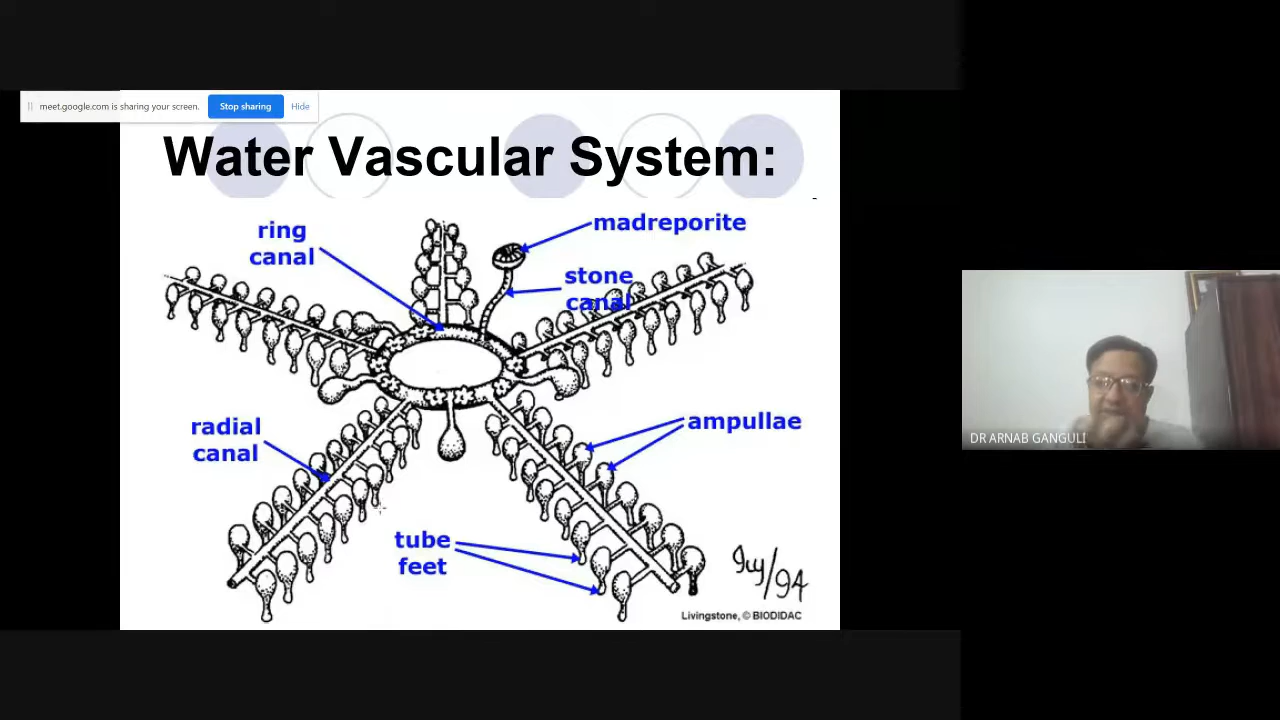 meet.google.com is sharing your screen.
Stop sharing
Hide
Water Vascular System:
ring
canal
madreporite
stone
canal
radial
canal
ampullae
tube
feet
Livingstone, © BIODIDAC
DR ARNAB GANGULI